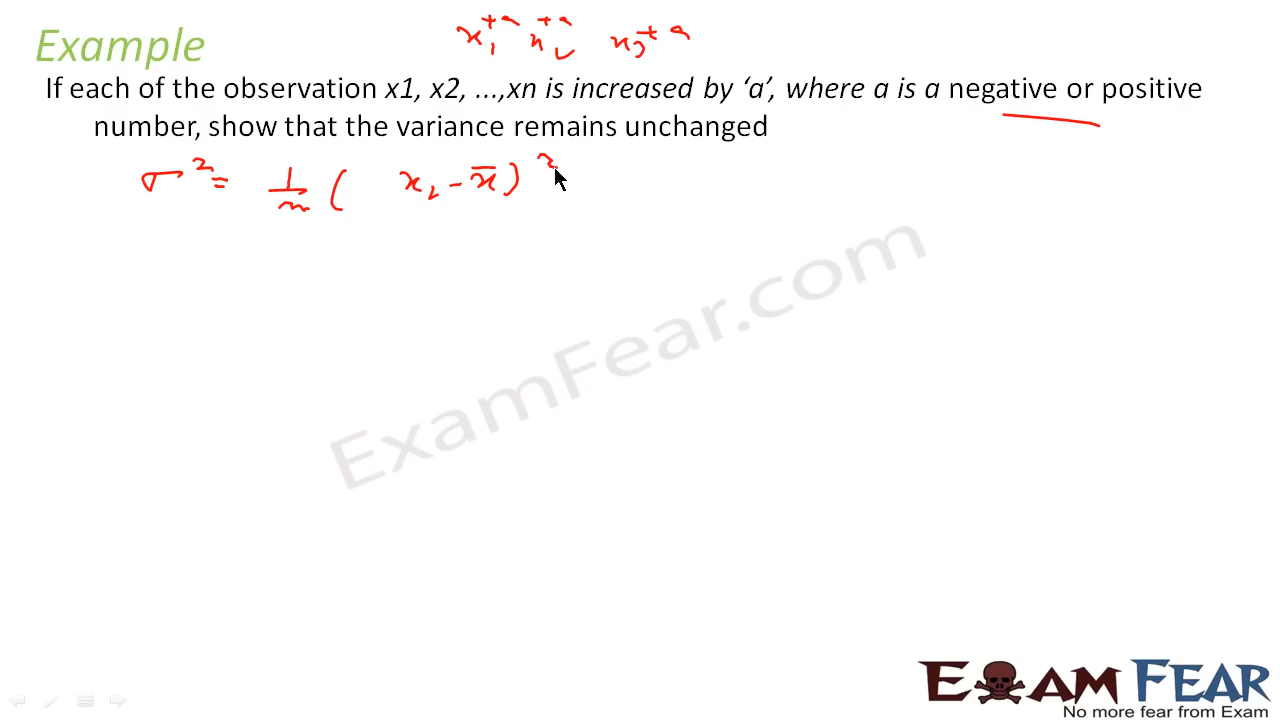 Example
x₁+a x₂+a x₃+a
If each of the observation x1, x2, ...,xn is increased by ‘a’, where a is a negative or positive
number, show that the variance remains unchanged
σ² = 1/n ( x₂ - x̄ )²
ExamFear.com
EXAM FEAR
No more fear from Exam